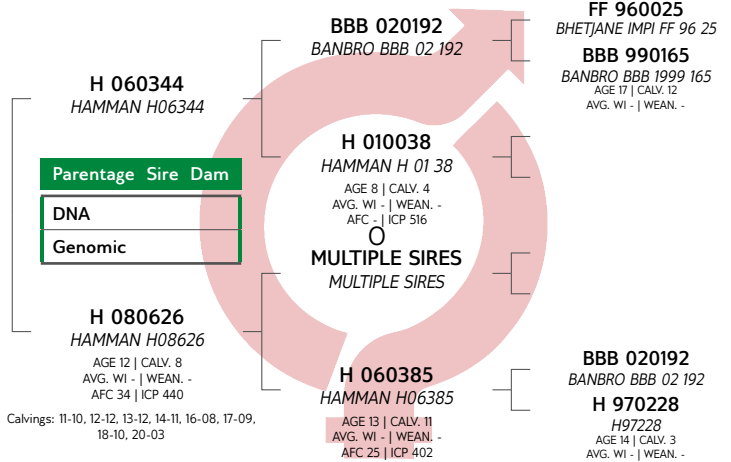 FF 960025
BHETJANE IMPI FF 96 25
BBB 020192
BANBRO BBB 02 192
BBB 990165
BANBRO BBB 1999 165
AGE 17 | CALV. 12
AVG. WI - | WEAN. -
H 060344
HAMMAN H06344
H 010038
HAMMAN H 01 38
AGE 8 | CALV. 4
AVG. WI - | WEAN. -
AFC - | ICP 516
Parentage Sire Dam
DNA
Genomic
O
MULTIPLE SIRES
MULTIPLE SIRES
H 080626
HAMMAN H08626
AGE 12 | CALV. 8
AVG. WI - | WEAN. -
AFC 34 | ICP 440
Calvings: 11-10, 12-12, 13-12, 14-11, 16-08, 17-09,
18-10, 20-03
H 060385
HAMMAN H06385
AGE 13 | CALV. 11
AVG. WI - | WEAN. -
AFC 25 | ICP 402
BBB 020192
BANBRO BBB 02 192
H 970228
H97228
AGE 14 | CALV. 3
AVG. WI - | WEAN. -